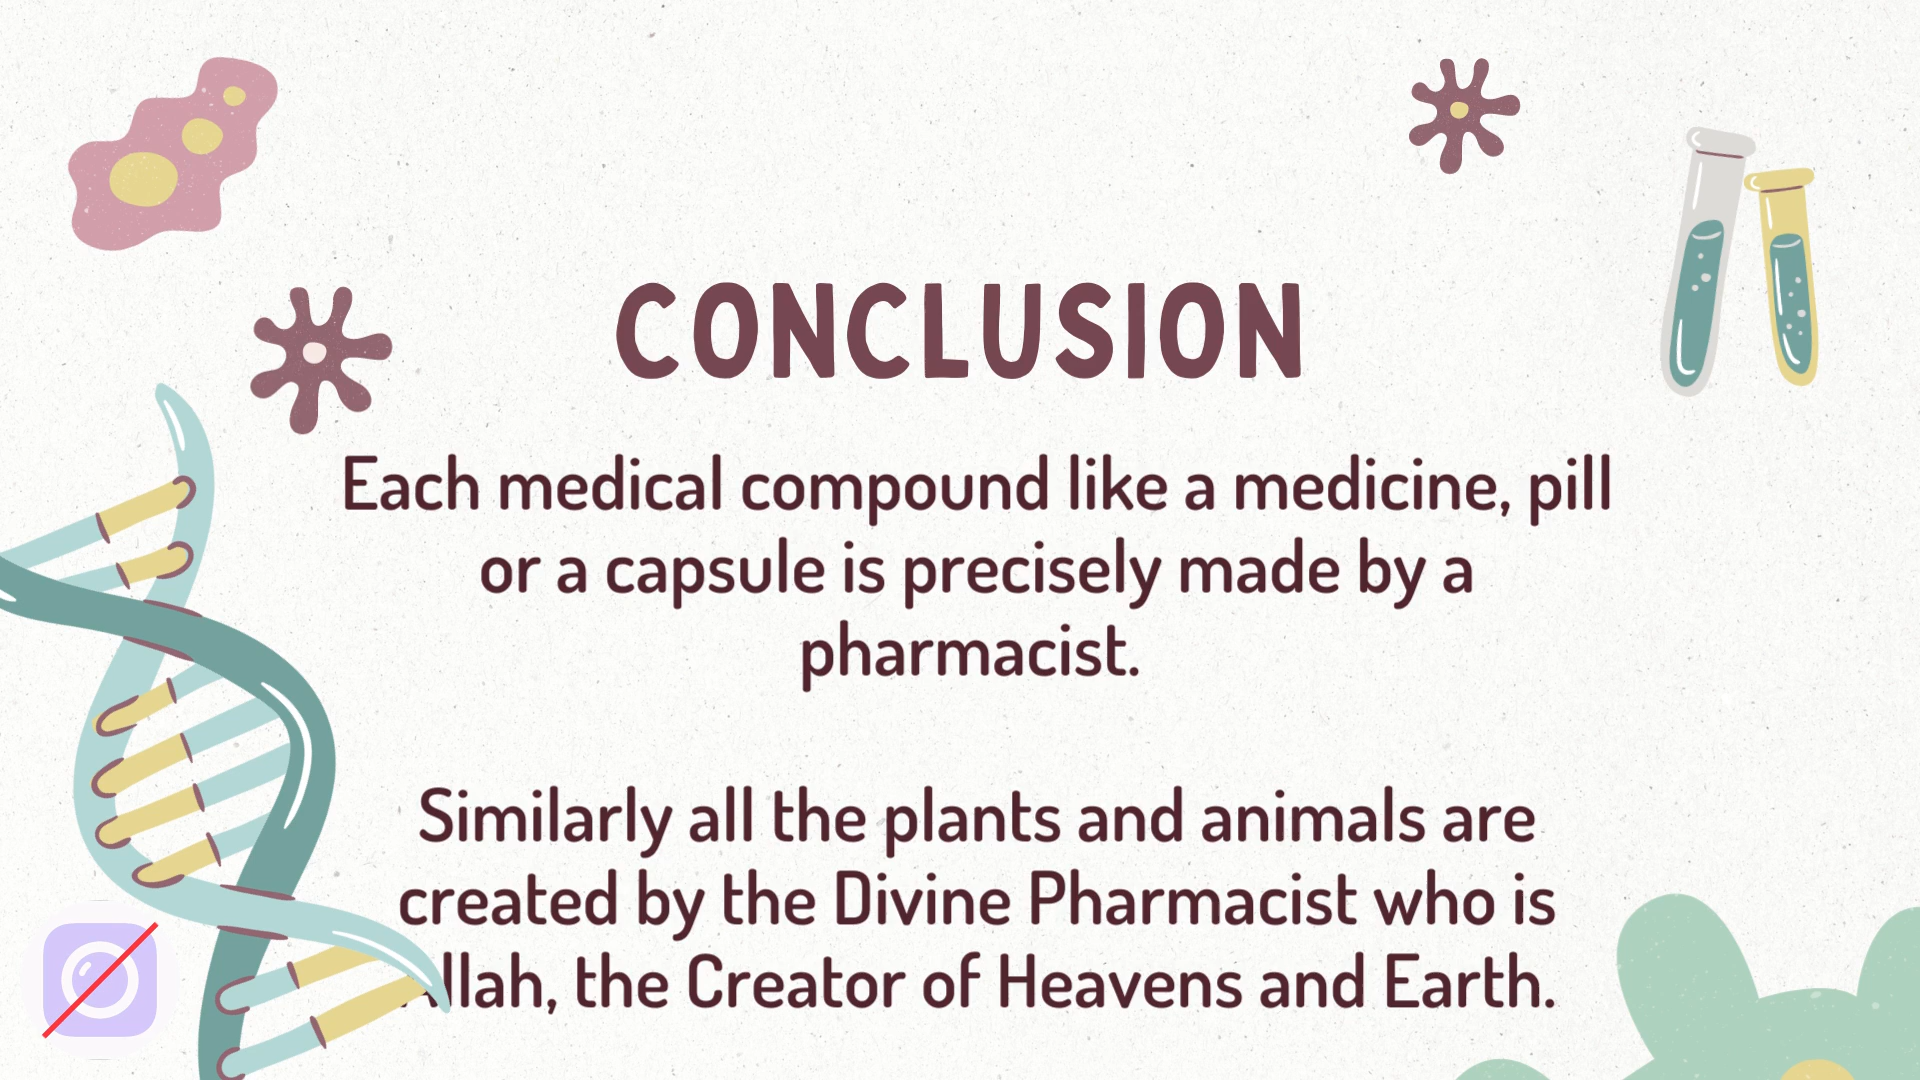 CONCLUSION
Each medical compound like a medicine, pill
or a capsule is precisely made by a
pharmacist.
Similarly all the plants and animals are
created by the Divine Pharmacist who is
Allah, the Creator of Heavens and Earth.